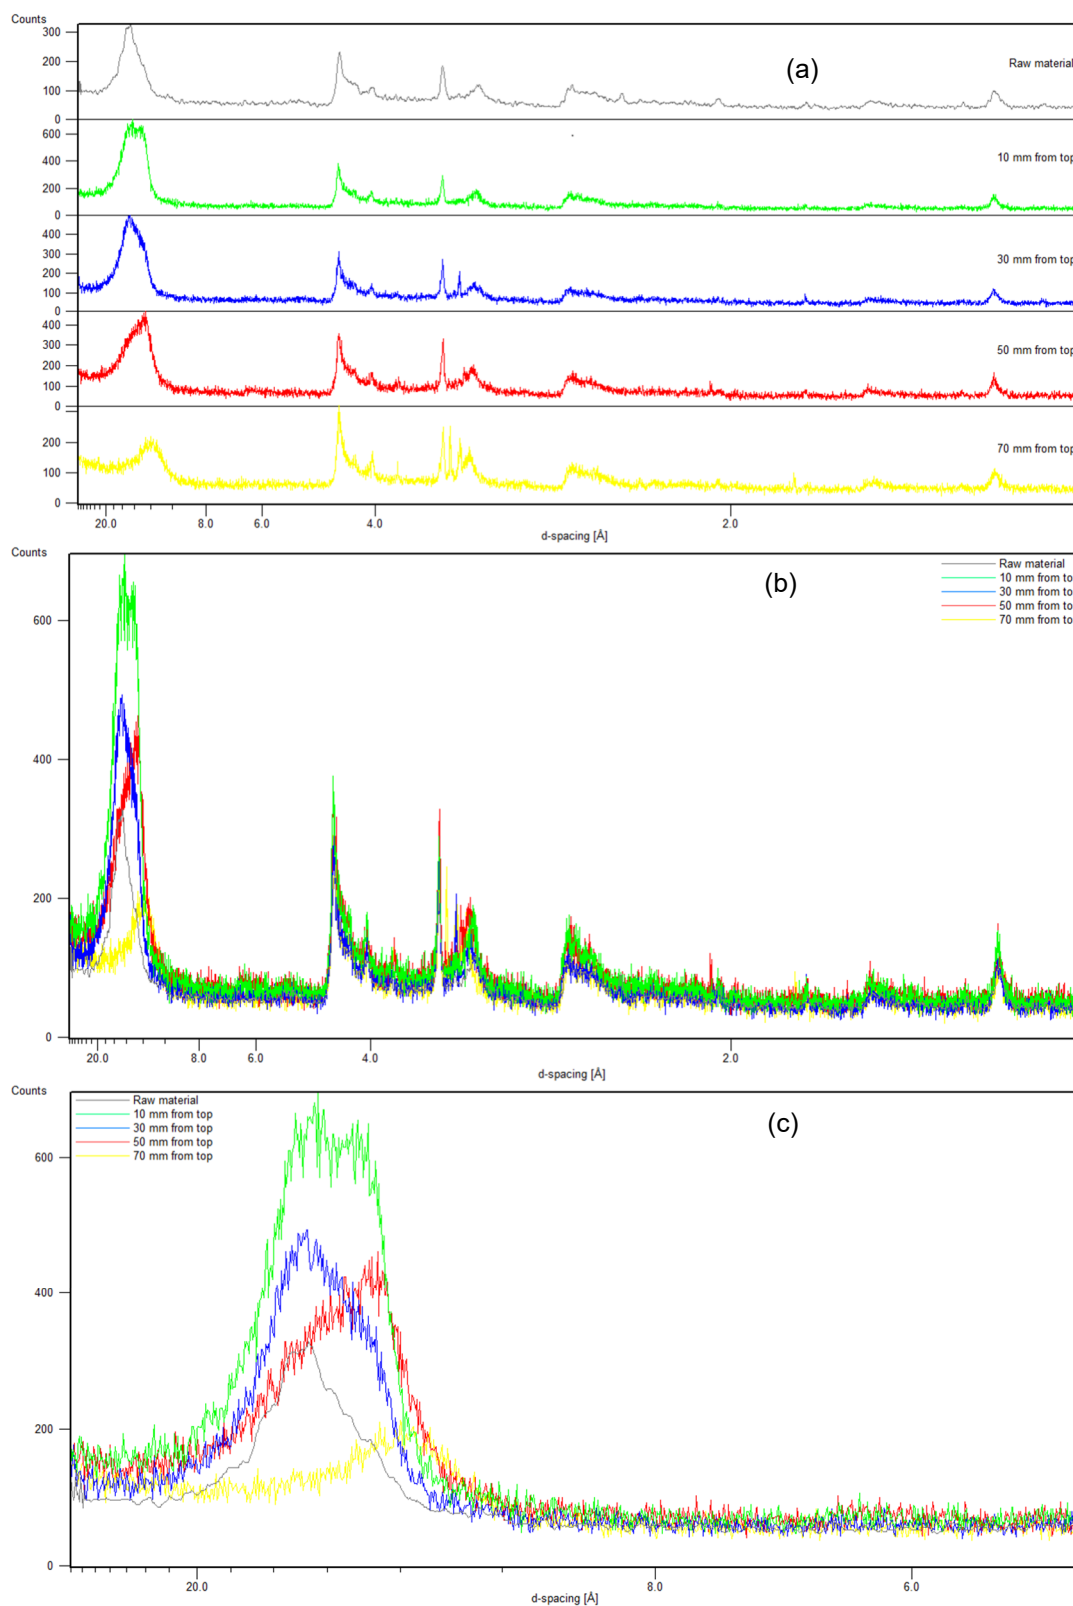 Counts
300
200
100
0
(a)
Raw material
600
400
200
0
10 mm from top
400
300
200
100
0
30 mm from top
400
300
200
100
0
50 mm from top
200
100
0
70 mm from top
20.0 8.0 6.0 4.0 2.0
d-spacing [Å]
Counts
600
400
200
0
(b)
Raw material
10 mm from to
30 mm from to
50 mm from to
70 mm from to
20.0 8.0 6.0 4.0 2.0
d-spacing [Å]
Counts
600
400
200
0
Raw material
10 mm from top
30 mm from top
50 mm from top
70 mm from top
(c)
20.0 8.0 6.0
d-spacing [Å]